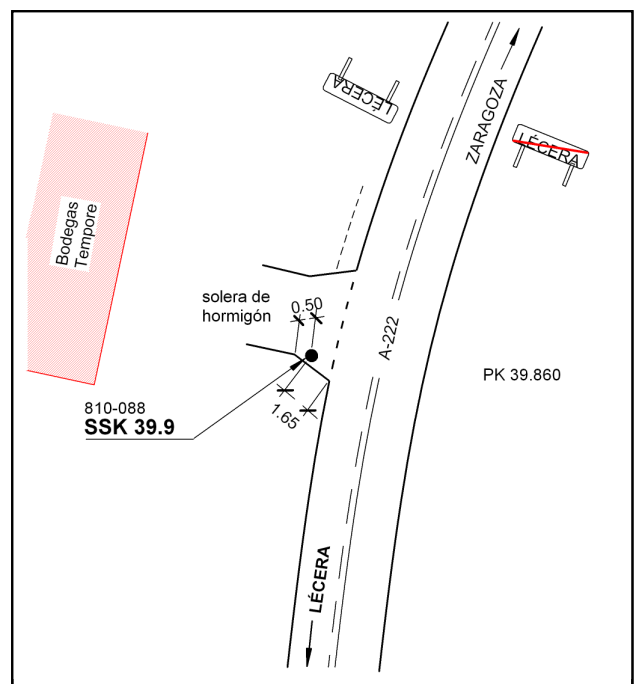 LÉCERA
ZARAGOZA
LÉCERA
Bodegas
Tempore
solera de
hormigón
0.50
A-222
PK 39.860
810-088
SSK 39.9
1.65
LÉCERA